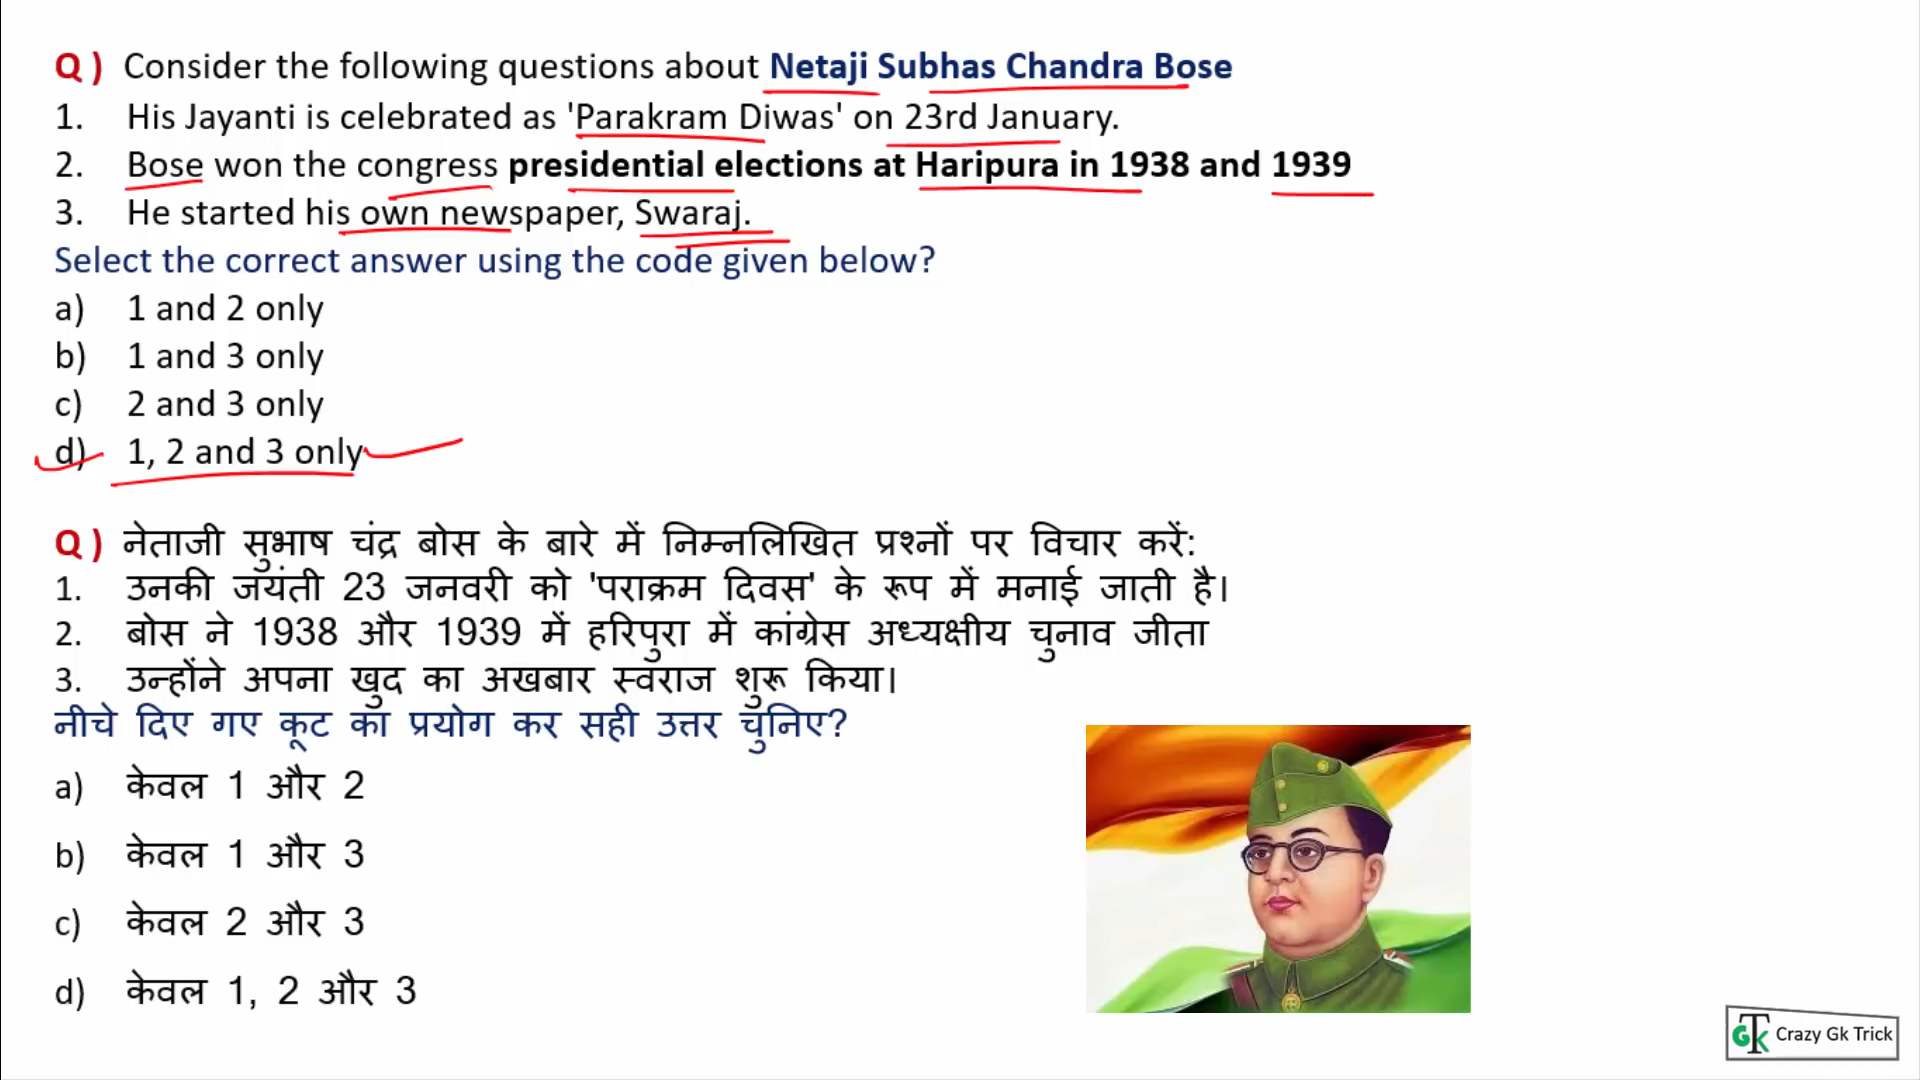 Q ) Consider the following questions about Netaji Subhas Chandra Bose
1. His Jayanti is celebrated as 'Parakram Diwas' on 23rd January.
2. Bose won the congress presidential elections at Haripura in 1938 and 1939
3. He started his own newspaper, Swaraj.
Select the correct answer using the code given below?
a) 1 and 2 only
b) 1 and 3 only
c) 2 and 3 only
d) 1, 2 and 3 only
Q ) नेताजी सुभाष चंद्र बोस के बारे में निम्नलिखित प्रश्नों पर विचार करें:
1. उनकी जयंती 23 जनवरी को 'पराक्रम दिवस' के रूप में मनाई जाती है।
2. बोस ने 1938 और 1939 में हरिपुरा में कांग्रेस अध्यक्षीय चुनाव जीता
3. उन्होंने अपना खुद का अखबार स्वराज शुरू किया।
नीचे दिए गए कूट का प्रयोग कर सही उत्तर चुनिए?
a) केवल 1 और 2
b) केवल 1 और 3
c) केवल 2 और 3
d) केवल 1, 2 और 3
GTK Crazy Gk Trick